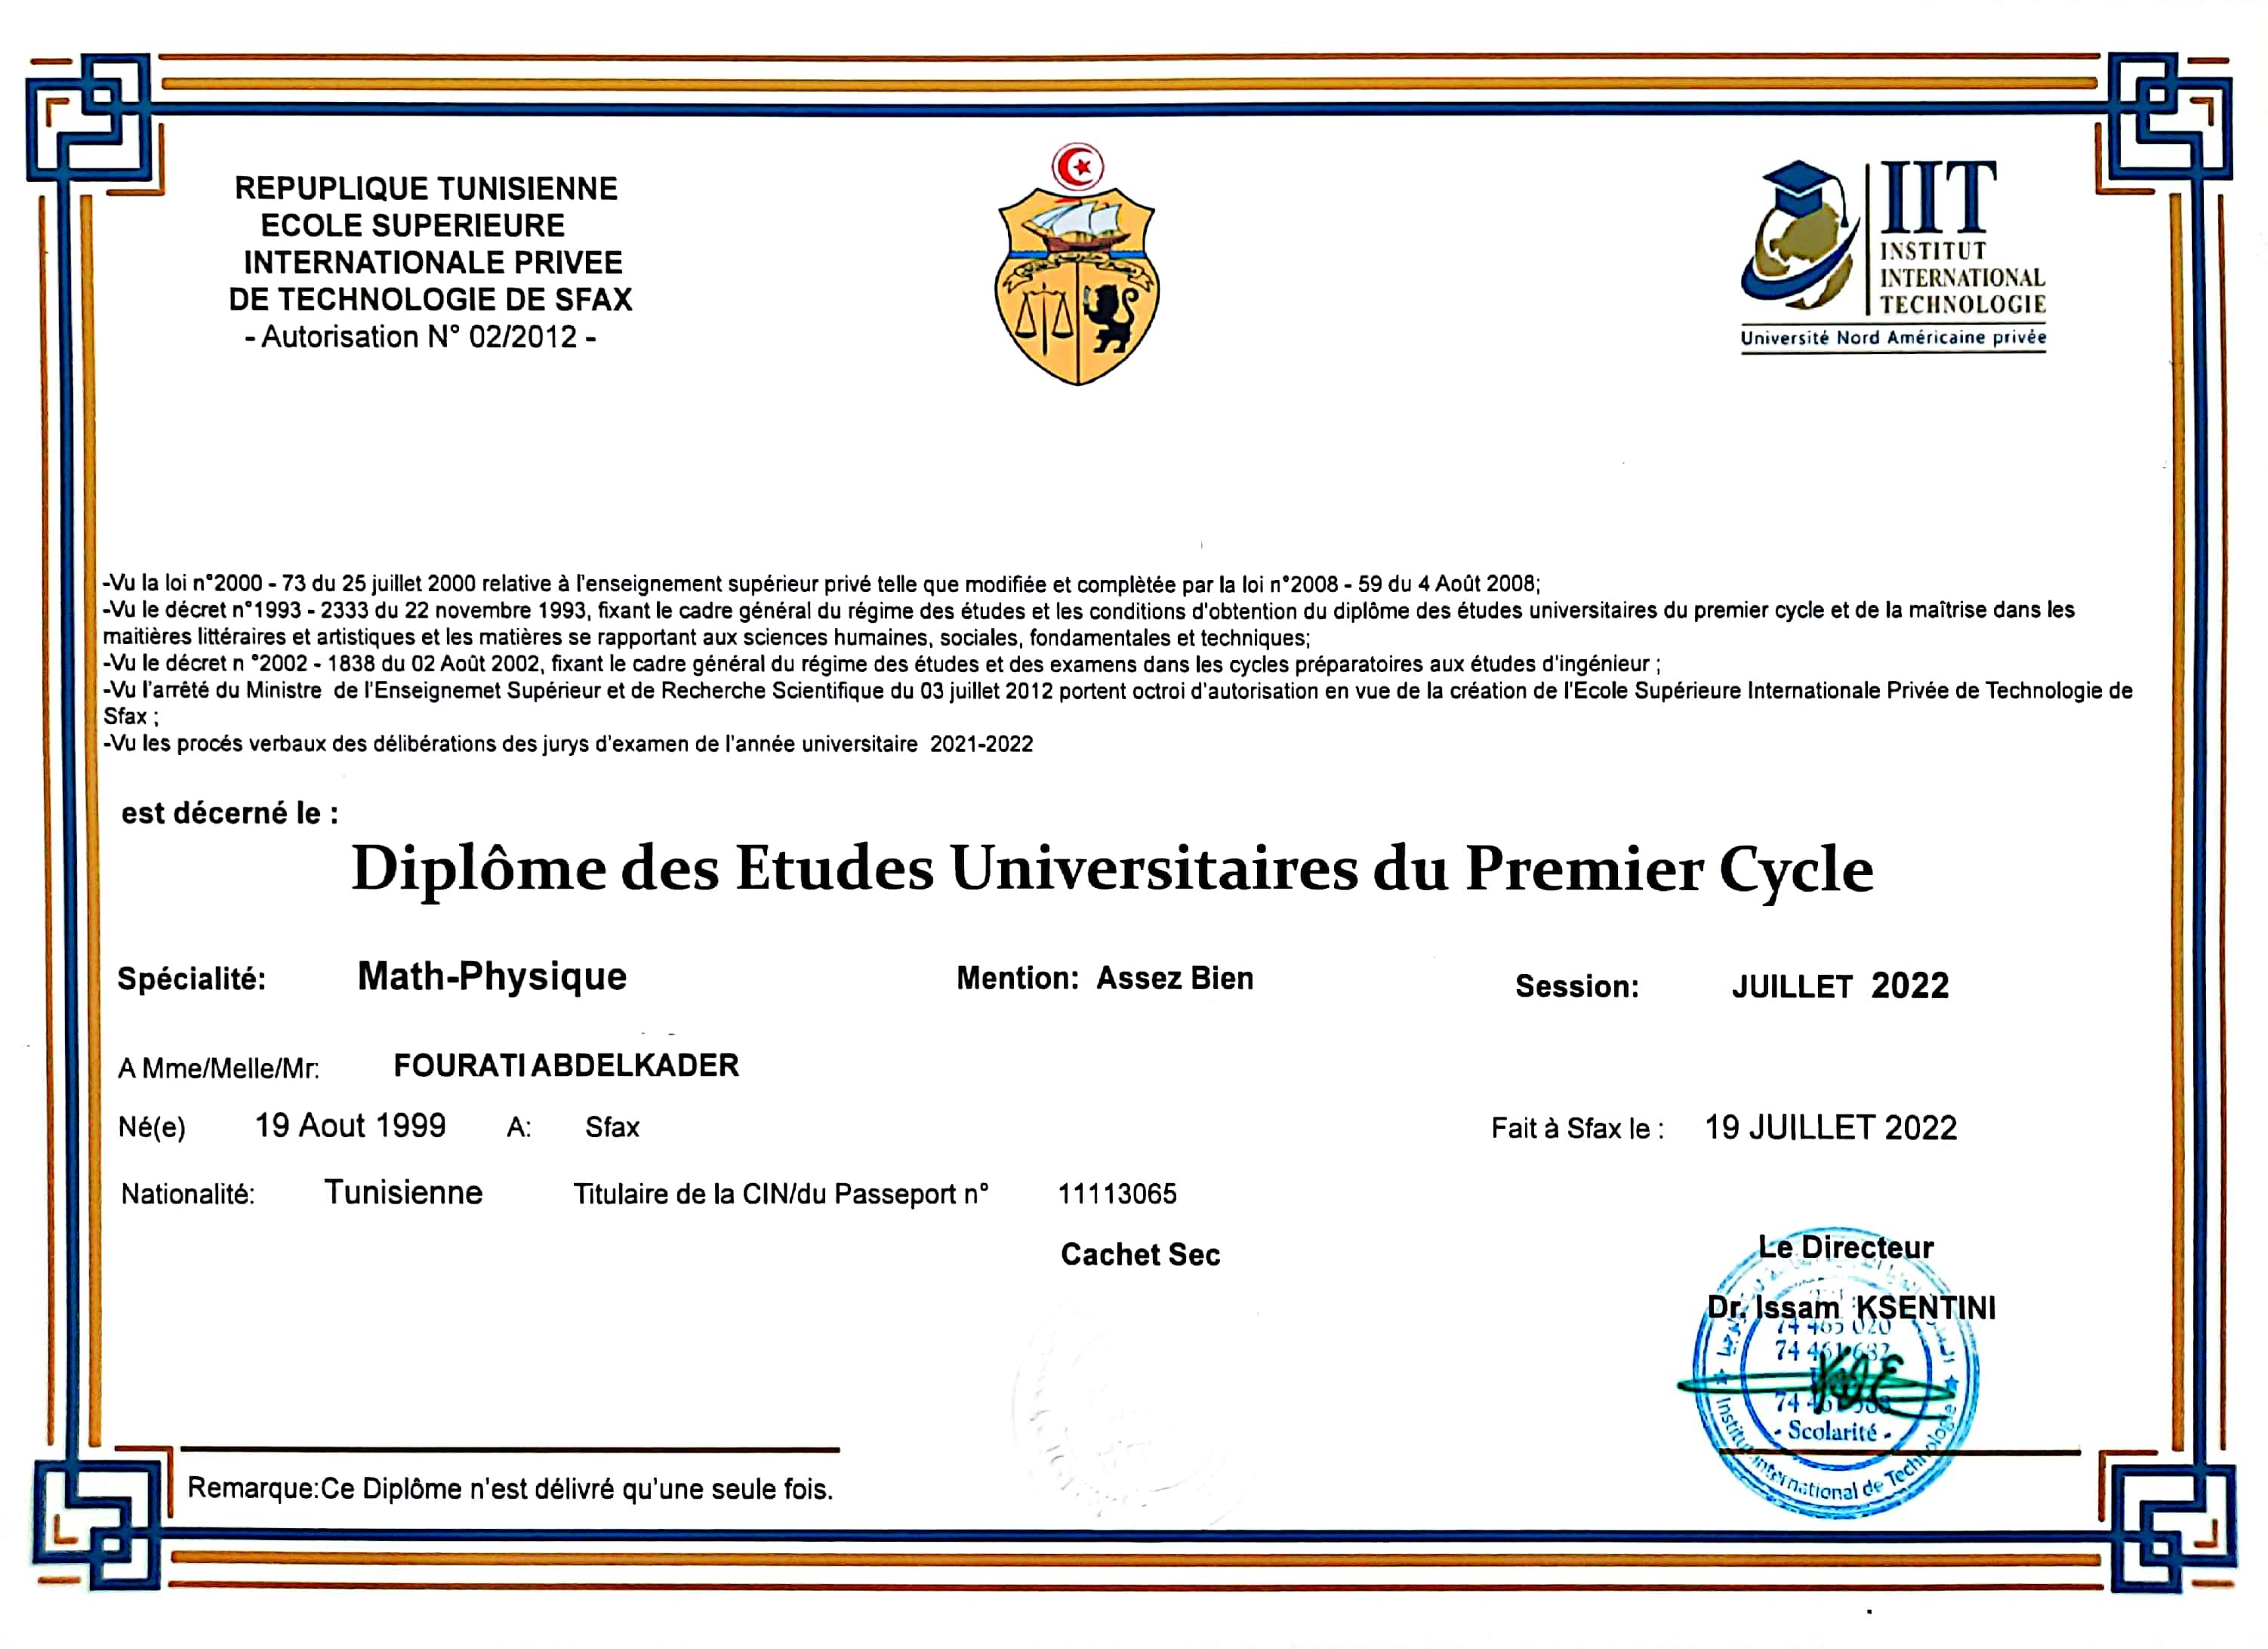 REPUPLIQUE TUNISIENNE
ECOLE SUPERIEURE
INTERNATIONALE PRIVEE
DE TECHNOLOGIE DE SFAX
- Autorisation N° 02/2012 -
IIT
INSTITUT
INTERNATIONAL
TECHNOLOGIE
Université Nord Américaine privée
-Vu la loi n°2000 - 73 du 25 juillet 2000 relative à l'enseignement supérieur privé telle que modifiée et complètée par la loi n°2008 - 59 du 4 Août 2008;
-Vu le décret n°1993 - 2333 du 22 novembre 1993, fixant le cadre général du régime des études et les conditions d'obtention du diplôme des études universitaires du premier cycle et de la maîtrise dans les
maitières littéraires et artistiques et les matières se rapportant aux sciences humaines, sociales, fondamentales et techniques;
-Vu le décret n °2002 - 1838 du 02 Août 2002, fixant le cadre général du régime des études et des examens dans les cycles préparatoires aux études d'ingénieur ;
-Vu l'arrêté du Ministre de l'Enseignemet Supérieur et de Recherche Scientifique du 03 juillet 2012 portent octroi d'autorisation en vue de la création de l'Ecole Supérieure Internationale Privée de Technologie de
Sfax ;
-Vu les procés verbaux des délibérations des jurys d'examen de l'année universitaire 2021-2022
est décerné le :
Diplôme des Etudes Universitaires du Premier Cycle
Spécialité: Math-Physique Mention: Assez Bien Session: JUILLET 2022
A Mme/Melle/Mr: FOURATI ABDELKADER
Né(e) 19 Aout 1999 A: Sfax Fait à Sfax le : 19 JUILLET 2022
Nationalité: Tunisienne Titulaire de la CIN/du Passeport n° 11113065
Cachet Sec
Le Directeur
Dr. Issam KSENTINI
74 465 020
- Scolarité -
Institut International de Technologie
Remarque:Ce Diplôme n'est délivré qu'une seule fois.